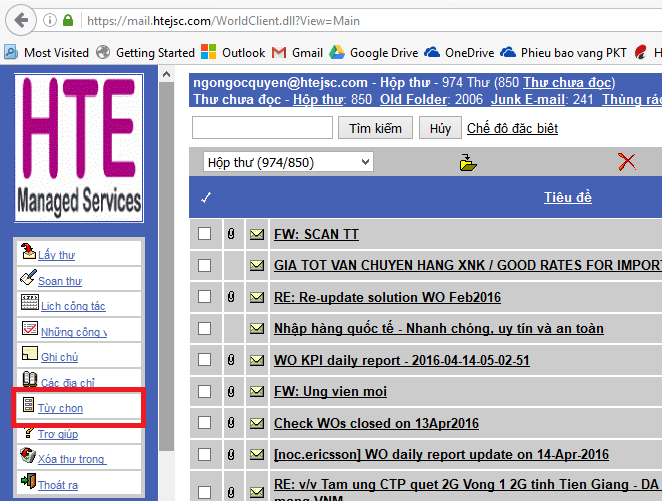 https://mail.htejsc.com/WorldClient.dll?View=Main
Most Visited Getting Started Outlook Gmail Google Drive OneDrive Phieu bao vang PKT H
HTE
Managed Services
ngongocquyen@htejsc.com - Hộp thư - 974 Thư (850 Thư chưa đọc)
Thư chưa đọc - Hộp thư: 850 Old Folder: 2006 Junk E-mail: 241 Thùng rác
Tìm kiếm Hủy Chế độ đặc biệt
Hộp thư (974/850)
Tiêu đề
Lấy thư
Soạn thư
Lịch công tác
Những công v
Ghi chú
Các địa chỉ
Tùy chọn
Trợ giúp
Xóa thư trong
Thoát ra
FW: SCAN TT
GIA TOT VAN CHUYEN HANG XNK / GOOD RATES FOR IMPORT
RE: Re-update solution WO Feb2016
Nhập hàng quốc tế - Nhanh chóng, uy tín và an toàn
WO KPI daily report - 2016-04-14-05-02-51
FW: Ung vien moi
Check WOs closed on 13Apr2016
[noc.ericsson] WO daily report update on 14-Apr-2016
RE: v/v Tam ung CTP quet 2G Vong 1 2G tinh Tien Giang - DA
mang VNM